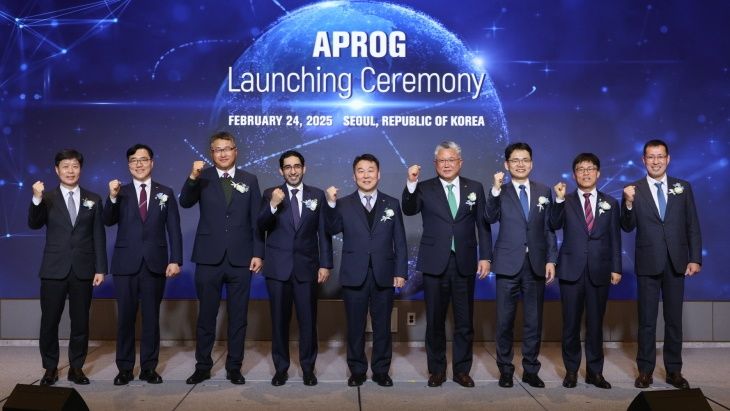 APROG
Launching Ceremony
FEBRUARY 24, 2025 SEOUL, REPUBLIC OF KOREA